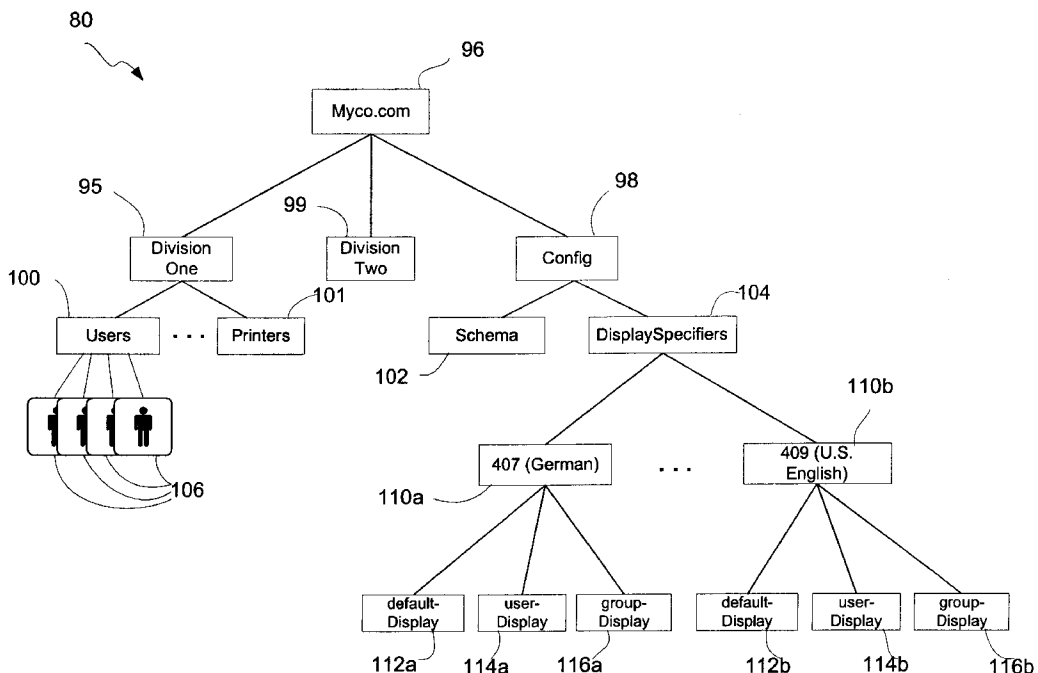 80
96
Myco.com
95
99
98
Division
One
Division
Two
Config
100
101
104
Users
. . .
Printers
Schema
DisplaySpecifiers
102
110b
407 (German)
. . .
409 (U.S.
English)
106
110a
default-
Display
user-
Display
group-
Display
default-
Display
user-
Display
group-
Display
112a
114a
116a
112b
114b
116b